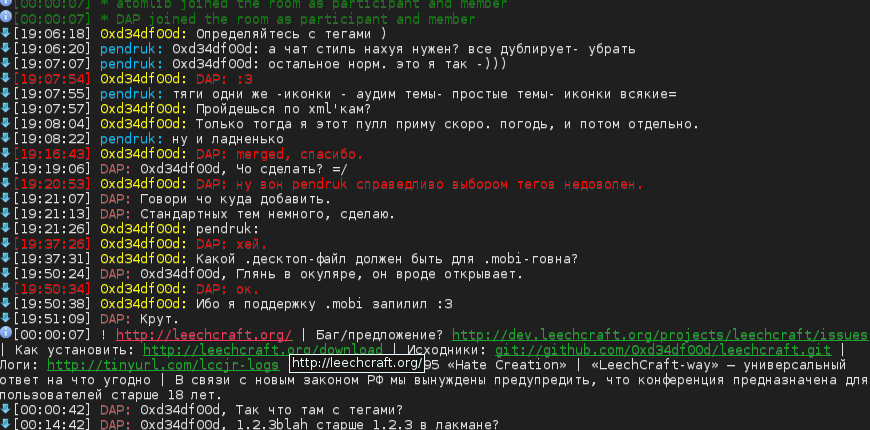 [00:00:07] * atomlib joined the room as participant and member
[00:00:07] * DAP joined the room as participant and member
[19:06:18] 0xd34df00d: Определяйтесь с тегами )
[19:06:20] pendruk: 0xd34df00d: а чат стиль нахуя нужен? все дублирует- убрать
[19:07:07] pendruk: 0xd34df00d: остальное норм. это я так -)))
[19:07:54] 0xd34df00d: DAP: :3
[19:07:55] pendruk: тяги одни же -иконки - аудим темы- простые темы- иконки всякие=
[19:07:57] 0xd34df00d: Пройдешься по xml'кам?
[19:08:04] 0xd34df00d: Только тогда я этот пулл приму скоро. погодь, и потом отдельно.
[19:08:22] pendruk: ну и ладненько
[19:16:43] 0xd34df00d: DAP: merged, спасибо.
[19:19:06] DAP: 0xd34df00d, Чо сделать? =/
[19:20:53] 0xd34df00d: DAP: ну вон pendruk справедливо выбором тегов недоволен.
[19:21:07] DAP: Говори чо куда добавить.
[19:21:13] DAP: Стандартных тем немного, сделаю.
[19:21:26] 0xd34df00d: pendruk:
[19:37:26] 0xd34df00d: DAP: хей.
[19:37:31] 0xd34df00d: Какой .десктоп-файл должен быть для .mobi-говна?
[19:50:24] DAP: 0xd34df00d, Глянь в окуляре, он вроде открывает.
[19:50:34] 0xd34df00d: DAP: ок.
[19:50:38] 0xd34df00d: Ибо я поддержку .mobi запилил :3
[19:51:09] DAP: Крут.
[00:00:07] ! http://leechcraft.org/ | Баг/предложение? http://dev.leechcraft.org/projects/leechcraft/issues
| Как установить: http://leechcraft.org/download | Исходники: git://github.com/0xd34df00d/leechcraft.git |
Логи: http://tinyurl.com/lccjr-logs http://leechcraft.org/ 95 «Hate Creation» | «LeechCraft-way» — универсальный
ответ на что угодно | В связи с новым законом РФ мы вынуждены предупредить, что конференция предназначена для
пользователей старше 18 лет.
[00:00:42] DAP: 0xd34df00d, Так что там с тегами?
[00:14:42] DAP: 0xd34df00d, 1.2.3blah старше 1.2.3 в лакмане?